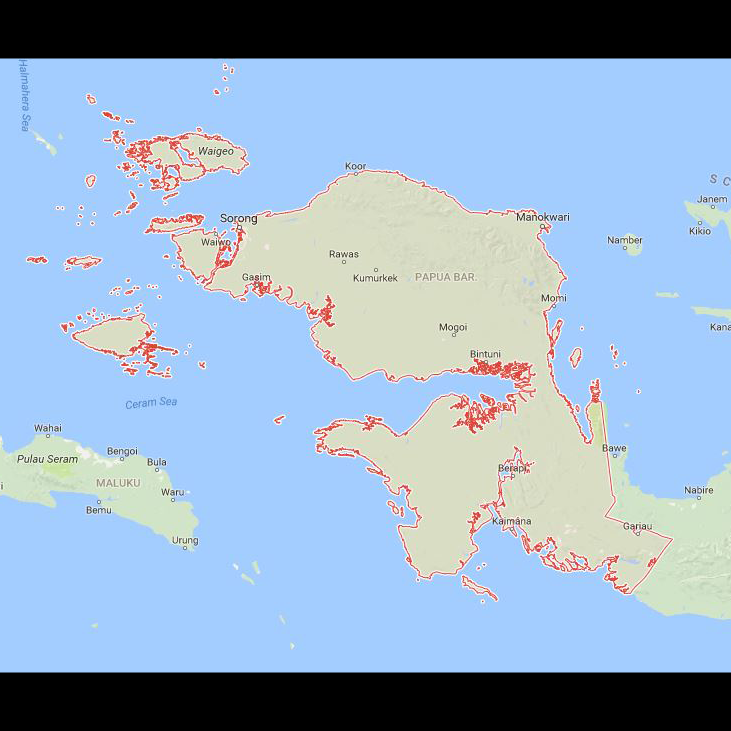 Halmahera Sea
Waigeo
Koor
S C
Janem
Sorong
Manokwari
Kikio
Waiwo
Namber
Rawas
Gasim
Kumurkek
PAPUA BAR.
Momi
Mogoi
Kana
Bintuni
Ceram Sea
Wahai
Bengoi
Bawe
Pulau Seram
Bula
Berapi
MALUKU
i
Waru
Nabire
Bemu
Kaimana
Gariau
Urung